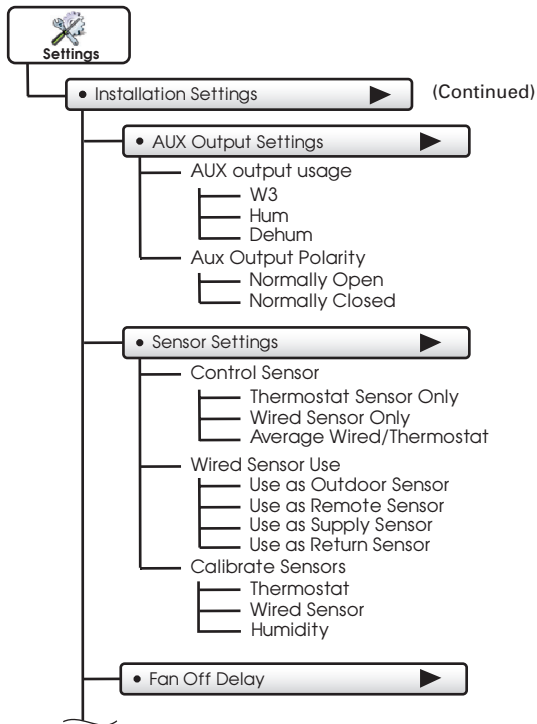 Settings
• Installation Settings (Continued)
• AUX Output Settings
AUX output usage
W3
Hum
Dehum
Aux Output Polarity
Normally Open
Normally Closed
• Sensor Settings
Control Sensor
Thermostat Sensor Only
Wired Sensor Only
Average Wired/Thermostat
Wired Sensor Use
Use as Outdoor Sensor
Use as Remote Sensor
Use as Supply Sensor
Use as Return Sensor
Calibrate Sensors
Thermostat
Wired Sensor
Humidity
• Fan Off Delay